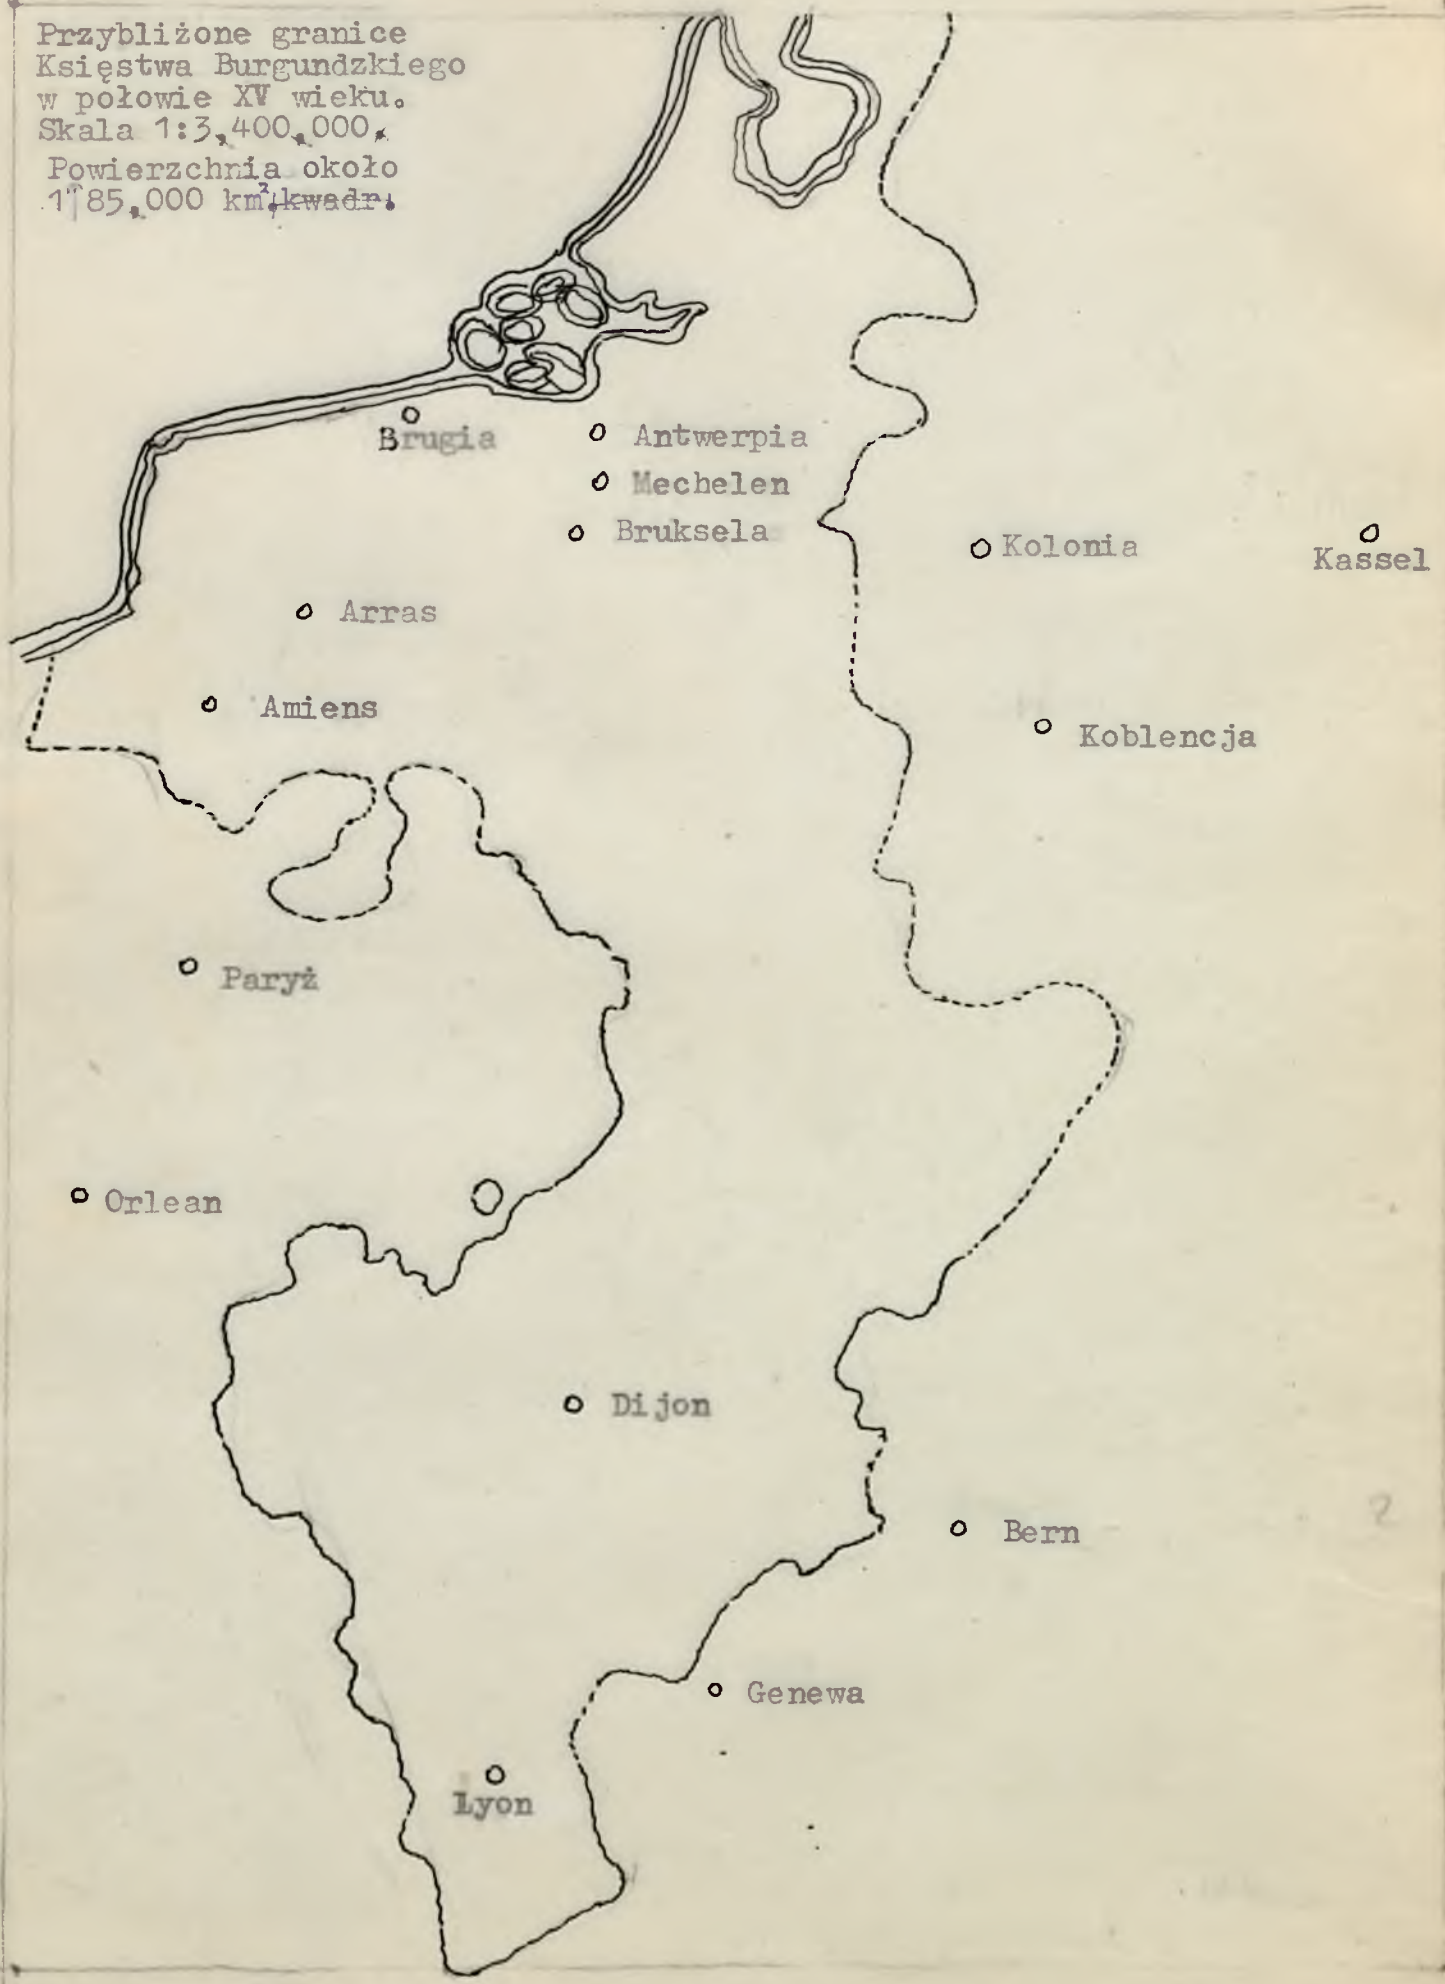 Przybliżone granice
Księstwa Burgundzkiego
w połowie XV wieku.
Skala 1:3,400,000.
Powierzchnia około
185,000 km² kwadr.
Brugia
Antwerpia
Mechelen
Bruksela
Kolonia
Kassel
Arras
Amiens
Koblencja
Paryż
Orlean
Dijon
Bern
Genewa
Lyon